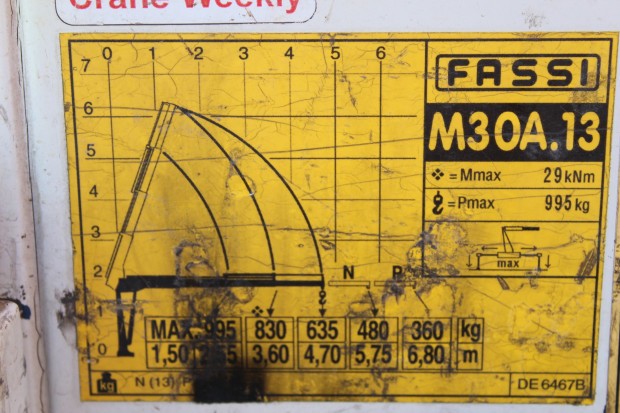 Crane Weekly
0 1 2 3 4 5 6
7
6
5
4
3
2
1
0
FASSI
M30A.13
❖ = Mmax 29 kNm
= Pmax 995 kg
max
N P
❖
MAX. 995 830 635 480 360 kg
1,50 3,60 4,70 5,75 6,80 m
kg N (13) P DE 6467B